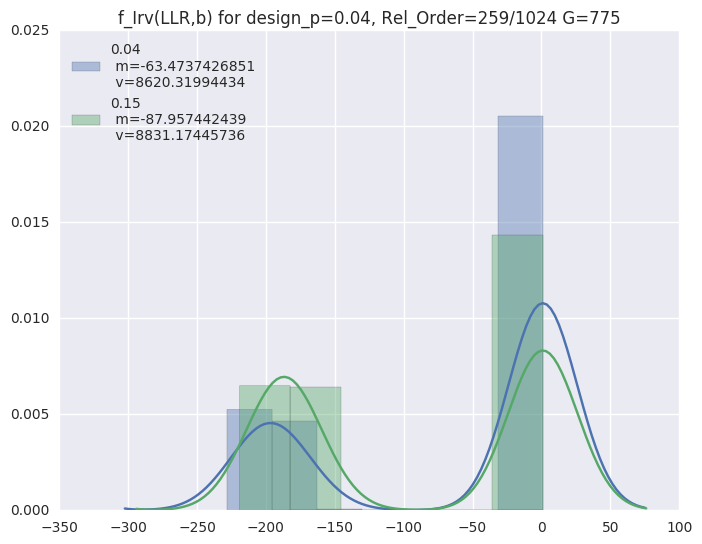 f_Irv(LLR,b) for design_p=0.04, Rel_Order=259/1024 G=775
0.025
0.020
0.015
0.010
0.005
0.000
0.04
m=-63.4737426851
v=8620.31994434
0.15
m=-87.957442439
v=8831.17445736
−350 −300 −250 −200 −150 −100 −50 0 50 100